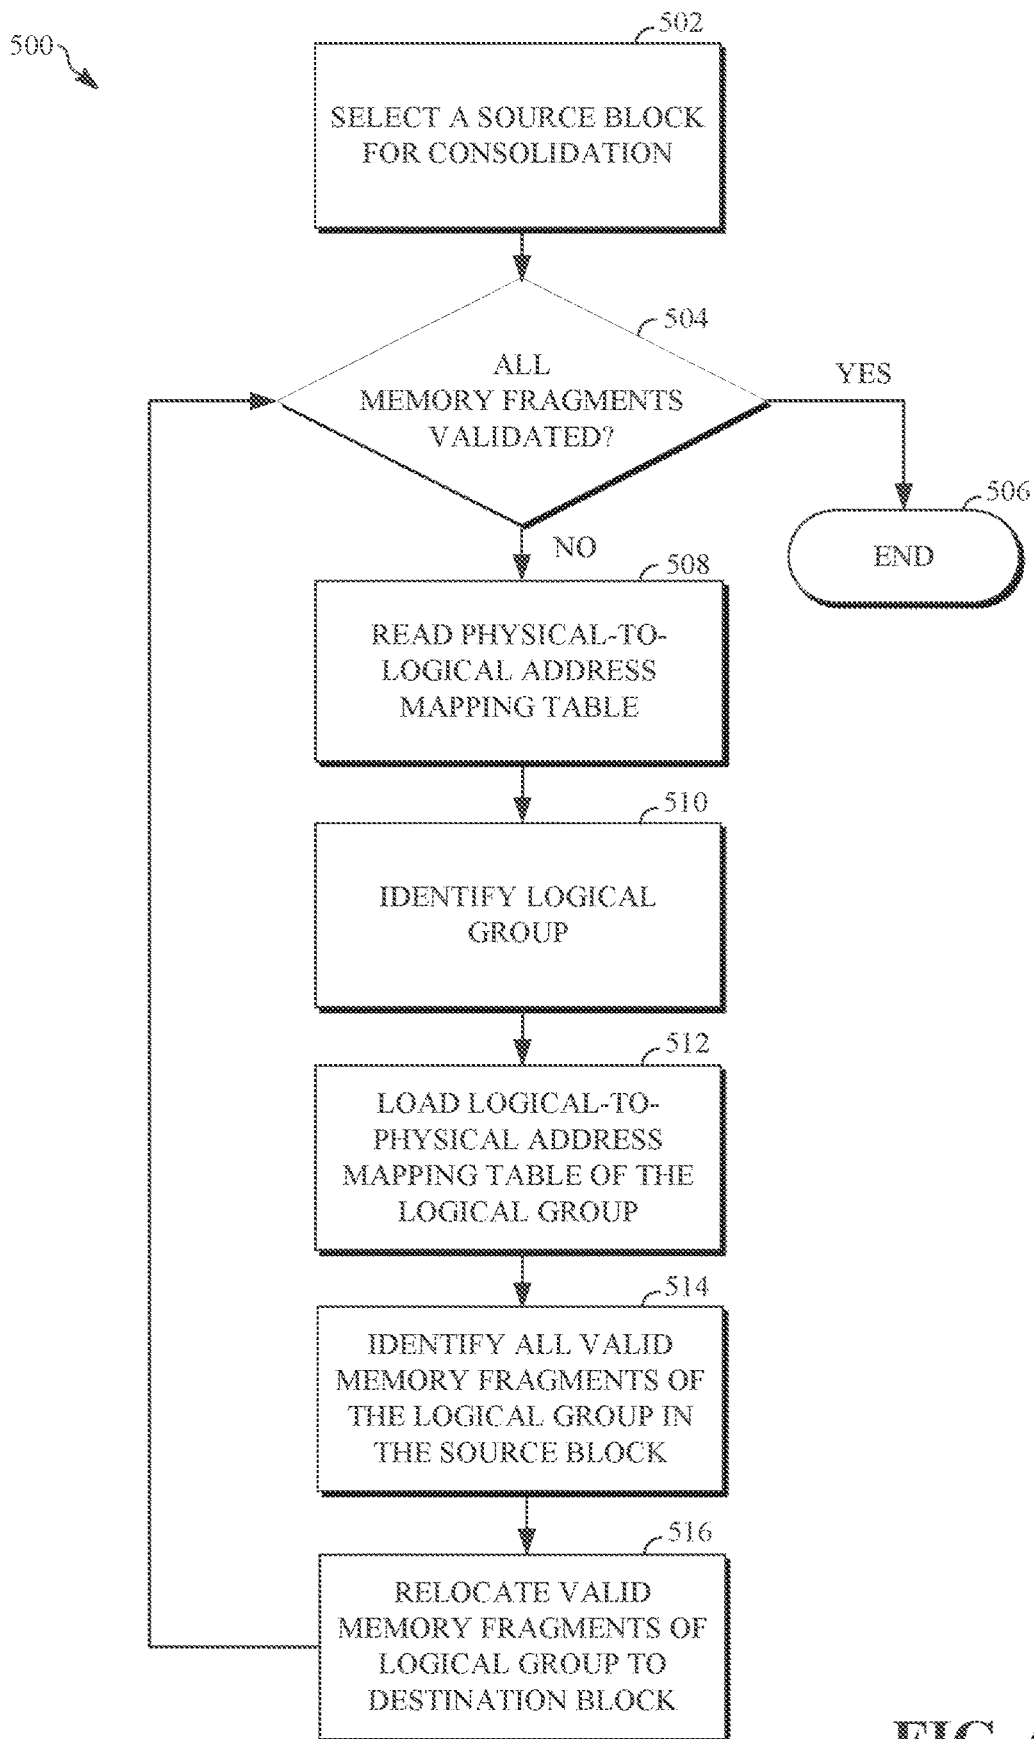 500
502
SELECT A SOURCE BLOCK
FOR CONSOLIDATION
504
ALL
MEMORY FRAGMENTS
VALIDATED?
YES
506
END
NO
508
READ PHYSICAL-TO-
LOGICAL ADDRESS
MAPPING TABLE
510
IDENTIFY LOGICAL
GROUP
512
LOAD LOGICAL-TO-
PHYSICAL ADDRESS
MAPPING TABLE OF THE
LOGICAL GROUP
514
IDENTIFY ALL VALID
MEMORY FRAGMENTS OF
THE LOGICAL GROUP IN
THE SOURCE BLOCK
516
RELOCATE VALID
MEMORY FRAGMENTS OF
LOGICAL GROUP TO
DESTINATION BLOCK